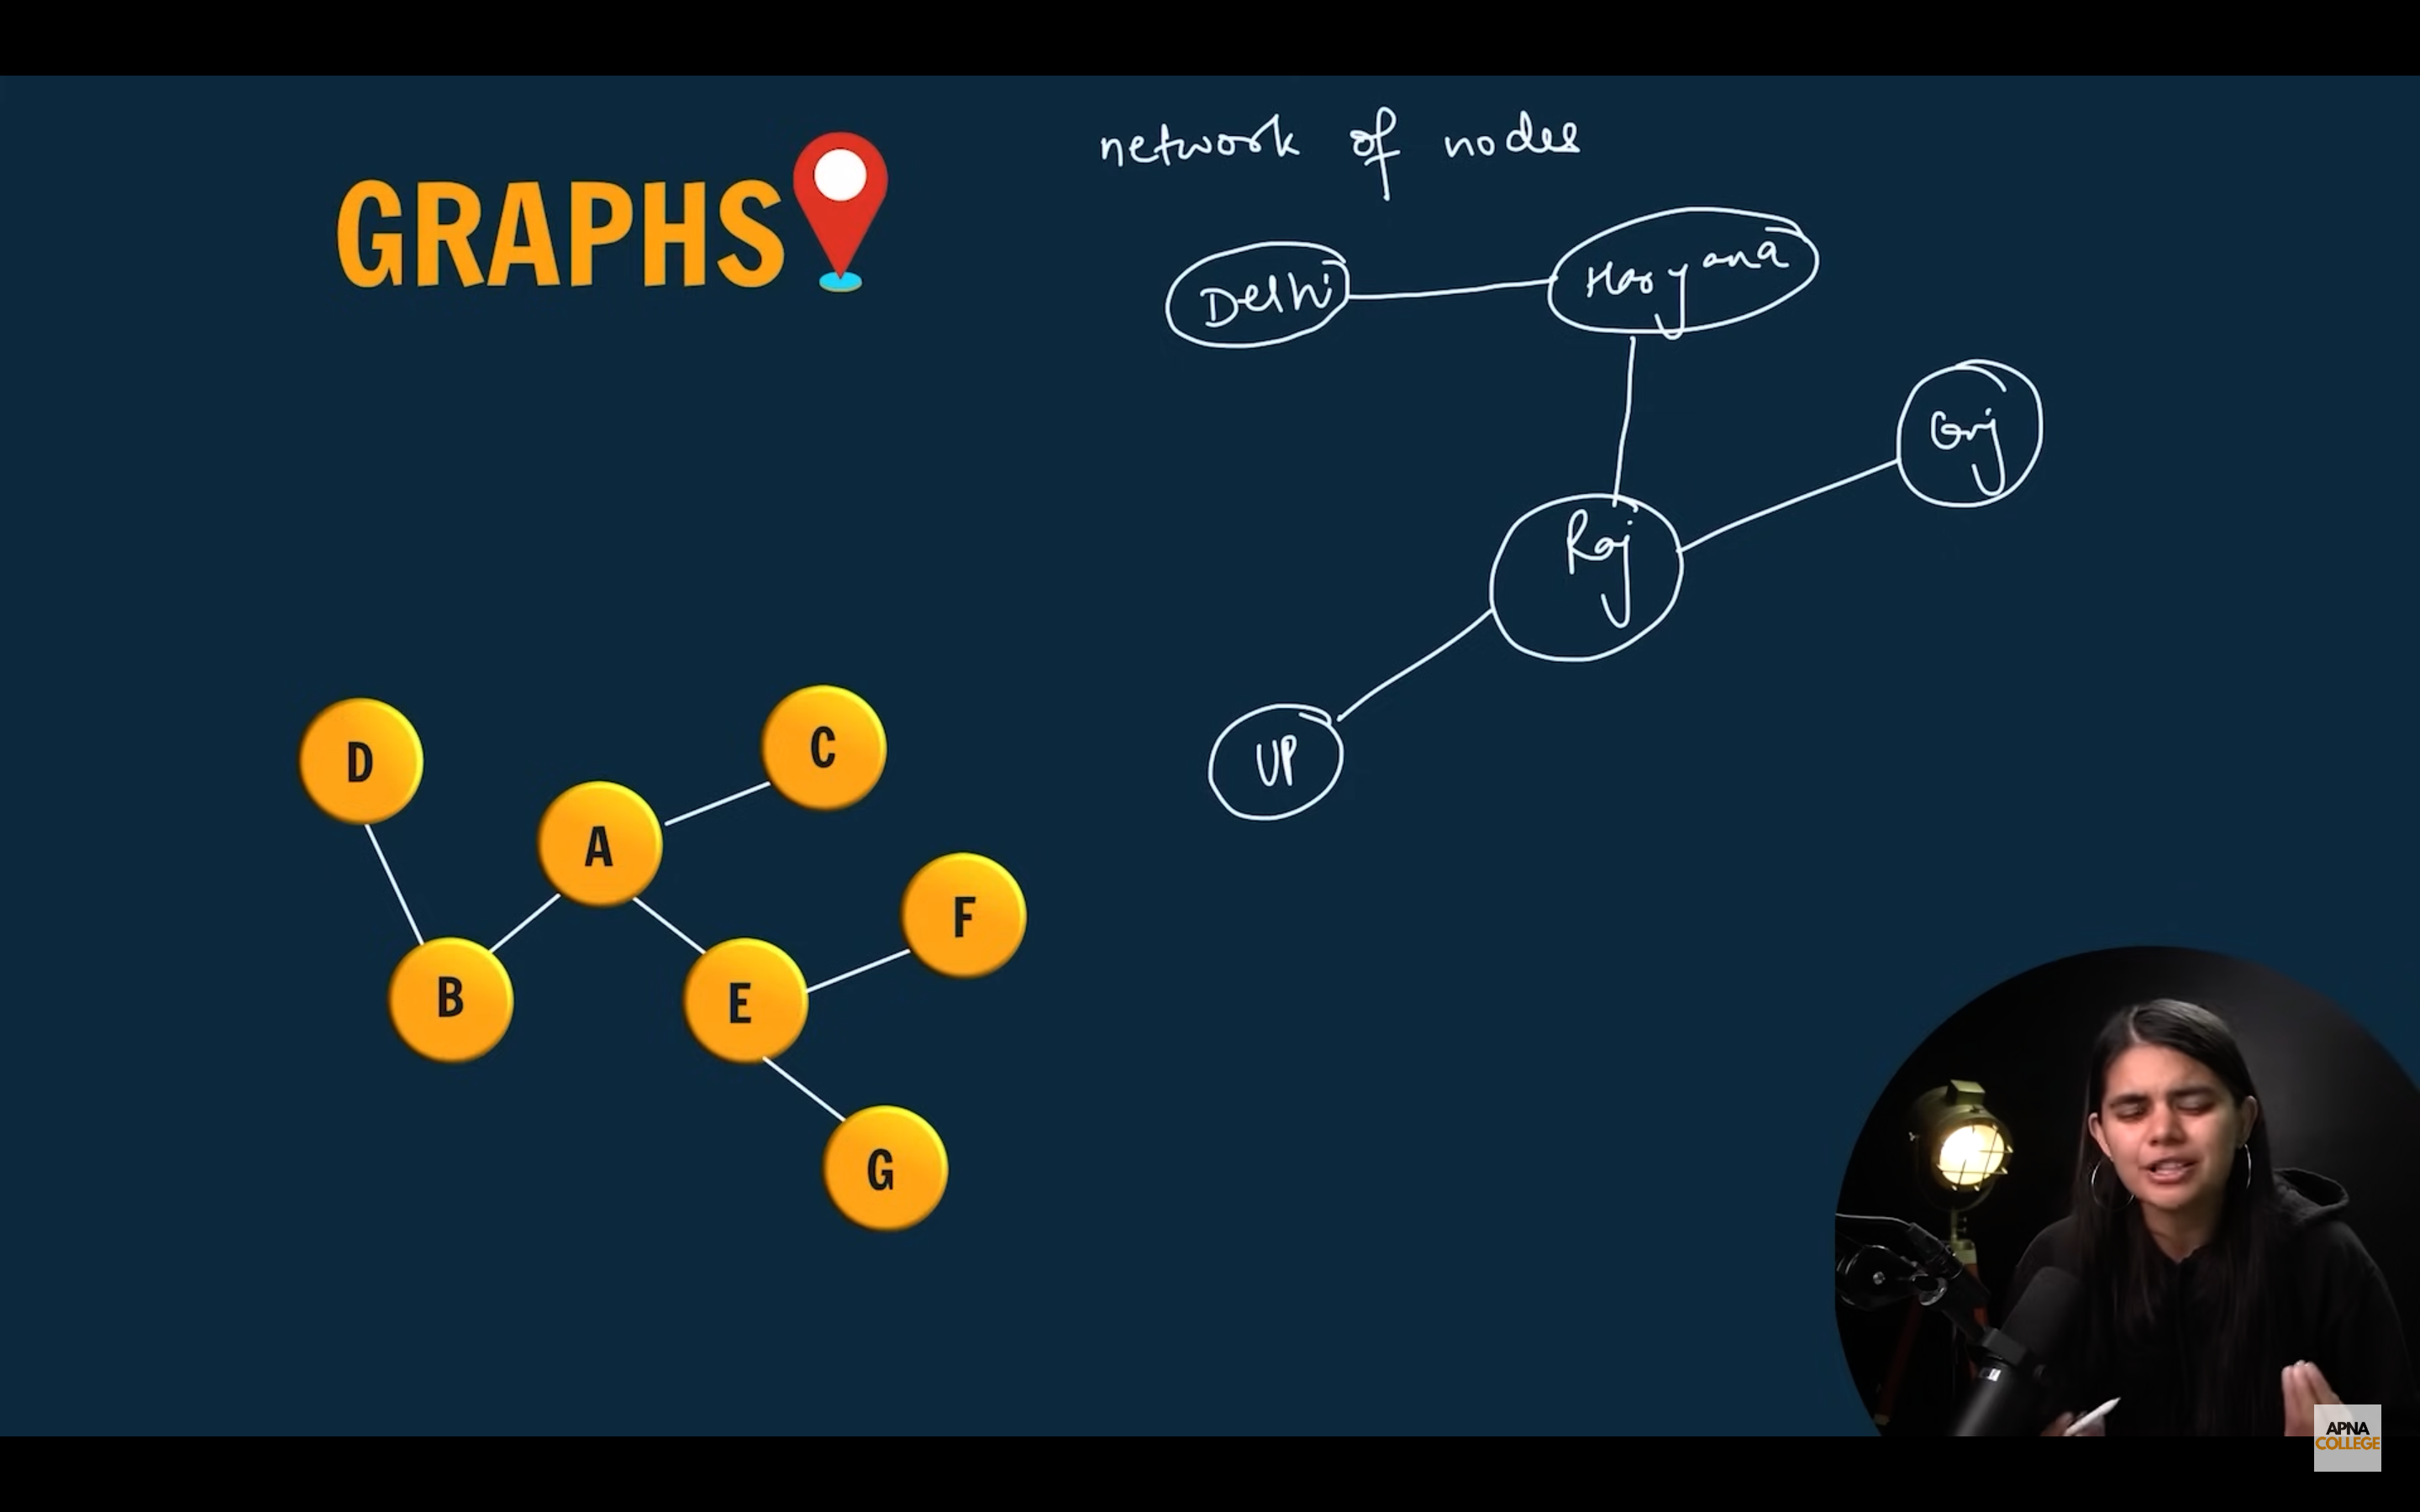 GRAPHS
network of nodes
Delhi
Haryana
Guj
Raj
UP
D
C
A
F
B
E
G
APNA
COLLEGE